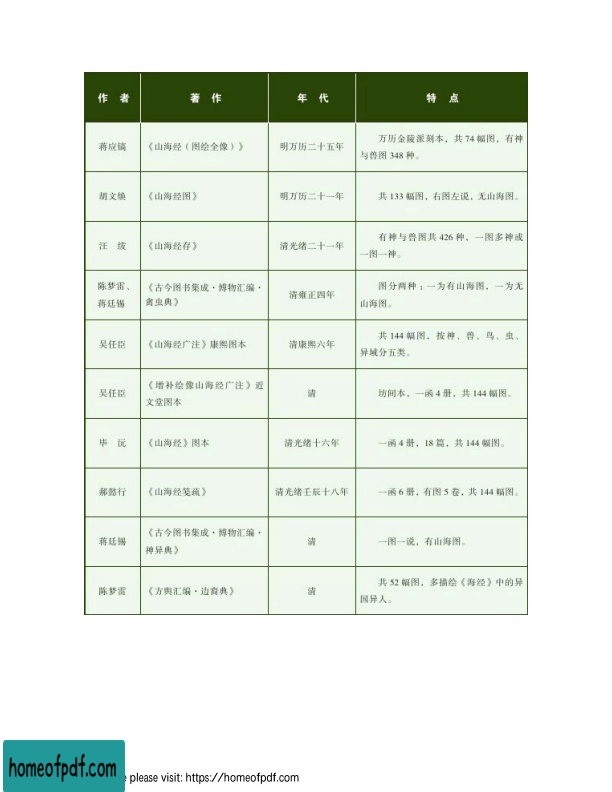 作 者 著 作 年 代 特 点
蒋应镐 《山海经（图绘全像）》 明万历二十五年 万历金陵派刻本，共 74 幅图，有神
与兽图 348 种。
胡文焕 《山海经图》 明万历二十一年 共 133 幅图，右图左说，无山海图。
汪 绂 《山海经存》 清光绪二十一年 有神与兽图共 426 种，一图多神或
一图一神。
陈梦雷、 《古今图书集成·博物汇编· 清雍正四年 图分两种；一为有山海图，一为无
蒋廷锡 禽虫典》 山海图。
吴任臣 《山海经广注》康熙图本 清康熙六年 共 144 幅图，按神、兽、鸟、虫、
异域分五类。
吴任臣 《增补绘像山海经广注》近 清 坊间本，一函 4 册，共 144 幅图。
文堂图本
毕 沅 《山海经》图本 清光绪十六年 一函 4 册，18 篇，共 144 幅图。
郝懿行 《山海经笺疏》 清光绪壬辰十八年 一函 6 册，有图 5 卷，共 144 幅图。
蒋廷锡 《古今图书集成·博物汇编· 清 一图一说，有山海图。
神异典》
陈梦雷 《方舆汇编·边裔典》 清 共 52 幅图，多描绘《海经》中的异
国异人。
homeofpdf.com
please visit: https://homeofpdf.com